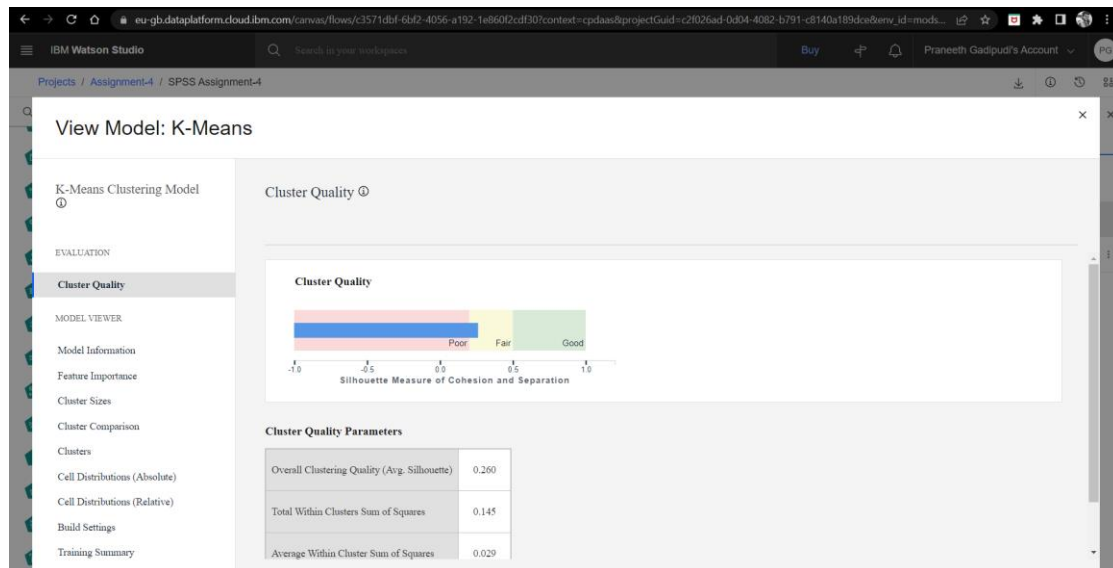 eu-gb.dataplatform.cloud.ibm.com/canvas/flows/c3571dbf-6bf2-4056-a192-1e860f2cdf30?context=cpdaas&projectGuid=c2f026ad-0d04-4082-b791-c8140a189dce&env_id=mods...
IBM Watson Studio
Search in your workspaces
Buy
Praneeth Gadipudi's Account
PG
Projects / Assignment-4 / SPSS Assignment-4
View Model: K-Means
K-Means Clustering Model
Cluster Quality
EVALUATION
Cluster Quality
MODEL VIEWER
Model Information
Feature Importance
Cluster Sizes
Cluster Comparison
Clusters
Cell Distributions (Absolute)
Cell Distributions (Relative)
Build Settings
Training Summary
Cluster Quality
Poor Fair Good
-1.0 -0.5 0.0 0.5 1.0
Silhouette Measure of Cohesion and Separation
Cluster Quality Parameters
Overall Clustering Quality (Avg. Silhouette) 0.260
Total Within Clusters Sum of Squares 0.145
Average Within Cluster Sum of Squares 0.029